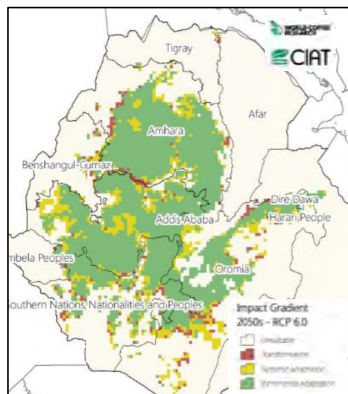 WORLD COFFEE
RESEARCH
CIAT
Tigray
Afar
Amhara
Benshangul-Gumaz
Dire Dawa
Harari People
Addis Ababa
mbela Peoples
Oromia
Southern Nations, Nationalities and Peoples
Impact Gradient
2050s - RCP 6.0
Unsuitable
Transformation
Systemic adaptation
Incremental adaptation